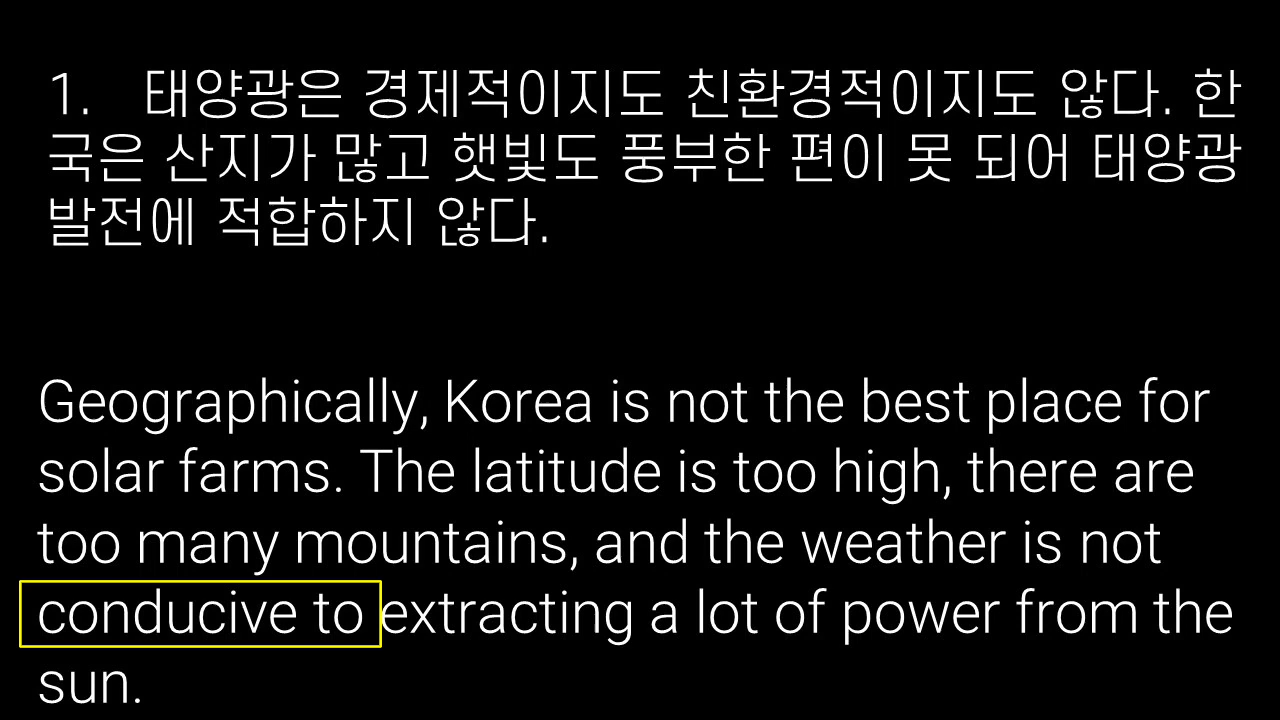 1. 태양광은 경제적이지도 친환경적이지도 않다. 한
국은 산지가 많고 햇빛도 풍부한 편이 못 되어 태양광
발전에 적합하지 않다.
Geographically, Korea is not the best place for
solar farms. The latitude is too high, there are
too many mountains, and the weather is not
conducive to extracting a lot of power from the
sun.